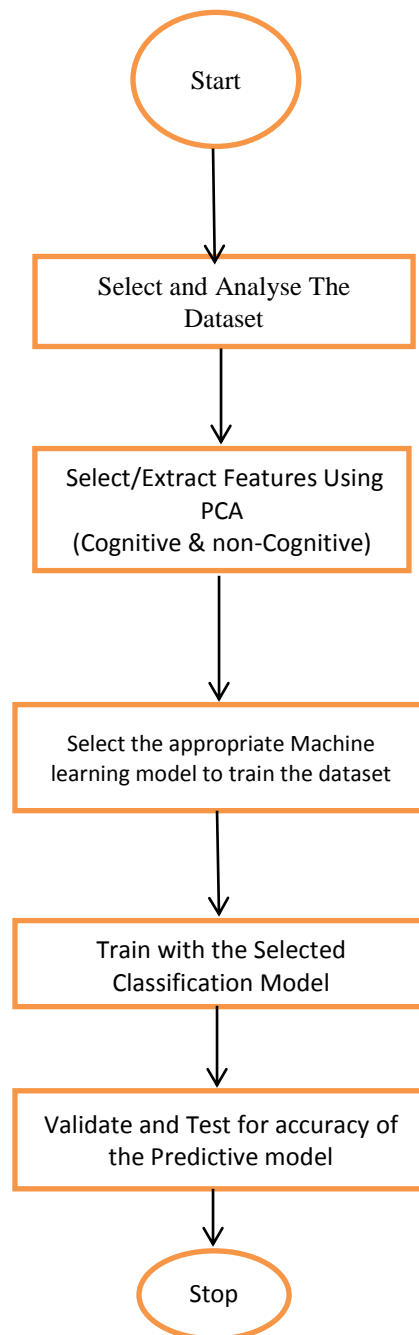 Start
Select and Analyse The
Dataset
Select/Extract Features Using
PCA
(Cognitive & non-Cognitive)
Select the appropriate Machine
learning model to train the dataset
Train with the Selected
Classification Model
Validate and Test for accuracy of
the Predictive model
Stop